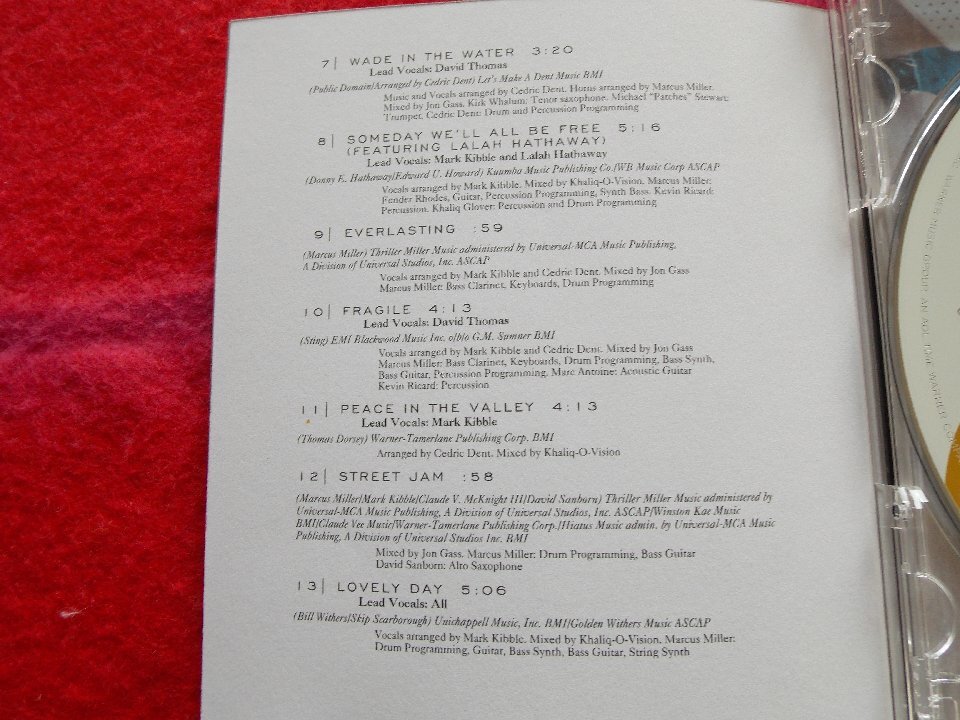 7| WADE IN THE WATER 3:20
Lead Vocals: David Thomas
(Public Domain/Arranged by Cedric Dent) Let's Make A Dent Music BMI
Music and Vocals arranged by Cedric Dent. Horns arranged by Marcus Miller.
Mixed by Jon Gass. Kirk Whalum: Tenor saxophone. Michael "Patches" Stewart:
Trumpet, Cedric Dent: Drum and Percussion Programming
8| SOMEDAY WE'LL ALL BE FREE 5:16
(FEATURING LALAH HATHAWAY)
Lead Vocals: Mark Kibble and Lalah Hathaway
(Donny E. Hathaway/Edward U. Howard) Kuumba Music Publishing Co./WB Music Corp ASCAP
Vocals arranged by Mark Kibble. Mixed by Khaliq-O-Vision. Marcus Miller:
Fender Rhodes, Guitar, Percussion Programming, Synth Bass. Kevin Ricard:
Percussion. Khaliq Glover: Percussion and Drum Programming
9| EVERLASTING :59
(Marcus Miller) Thriller Miller Music administered by Universal-MCA Music Publishing,
A Division of Universal Studios, Inc. ASCAP
Vocals arranged by Mark Kibble and Cedric Dent. Mixed by Jon Gass
Marcus Miller: Bass Clarinet, Keyboards, Drum Programming
10| FRAGILE 4:13
Lead Vocals: David Thomas
(Sting) EMI Blackwood Music Inc. o/b/o G.M. Sumner BMI
Vocals arranged by Mark Kibble and Cedric Dent. Mixed by Jon Gass
Marcus Miller: Bass Clarinet, Keyboards, Drum Programming, Bass Synth,
Bass Guitar, Percussion Programming. Marc Antoine: Acoustic Guitar
Kevin Ricard: Percussion
11| PEACE IN THE VALLEY 4:13
Lead Vocals: Mark Kibble
(Thomas Dorsey) Warner-Tamerlane Publishing Corp. BMI
Arranged by Cedric Dent. Mixed by Khaliq-O-Vision
12| STREET JAM :58
(Marcus Miller/Mark Kibble/Claude V. McKnight III/David Sanborn) Thriller Miller Music administered by
Universal-MCA Music Publishing, A Division of Universal Studios, Inc. ASCAP/Winston Kae Music
BMI/Claude Vee Music/Warner-Tamerlane Publishing Corp./Hiatus Music admin. by Universal-MCA Music
Publishing, A Division of Universal Studios Inc. BMI
Mixed by Jon Gass. Marcus Miller: Drum Programming, Bass Guitar
David Sanborn: Alto Saxophone
13| LOVELY DAY 5:06
Lead Vocals: All
(Bill Withers/Skip Scarborough) Unichappell Music, Inc. BMI/Golden Withers Music ASCAP
Vocals arranged by Mark Kibble. Mixed by Khaliq-O-Vision. Marcus Miller:
Drum Programming, Guitar, Bass Synth, Bass Guitar, String Synth
WARNER MUSIC GROUP, AN AOL TIME WARNER